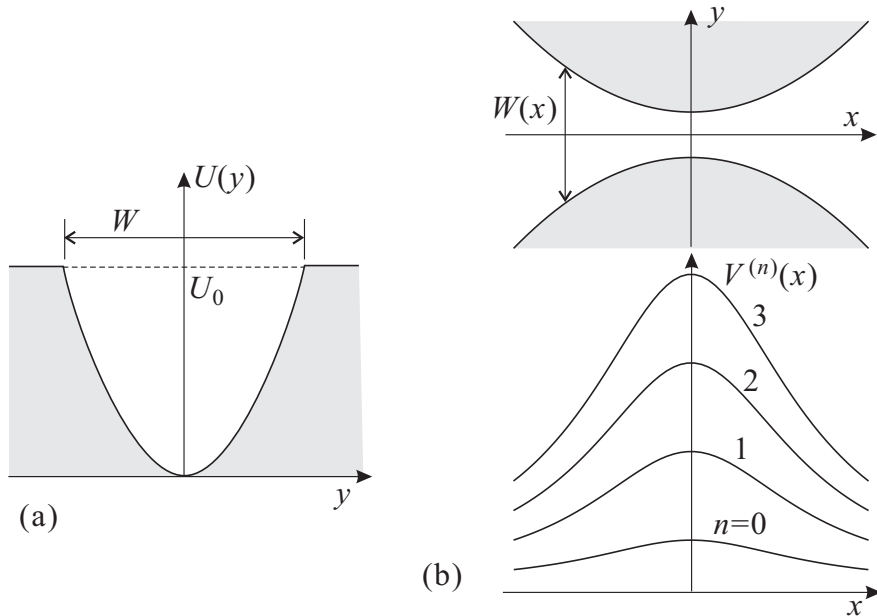 U(y)
W
U₀
y
(a)
y
W(x)
x
V⁽ⁿ⁾(x)
3
2
1
n=0
x
(b)